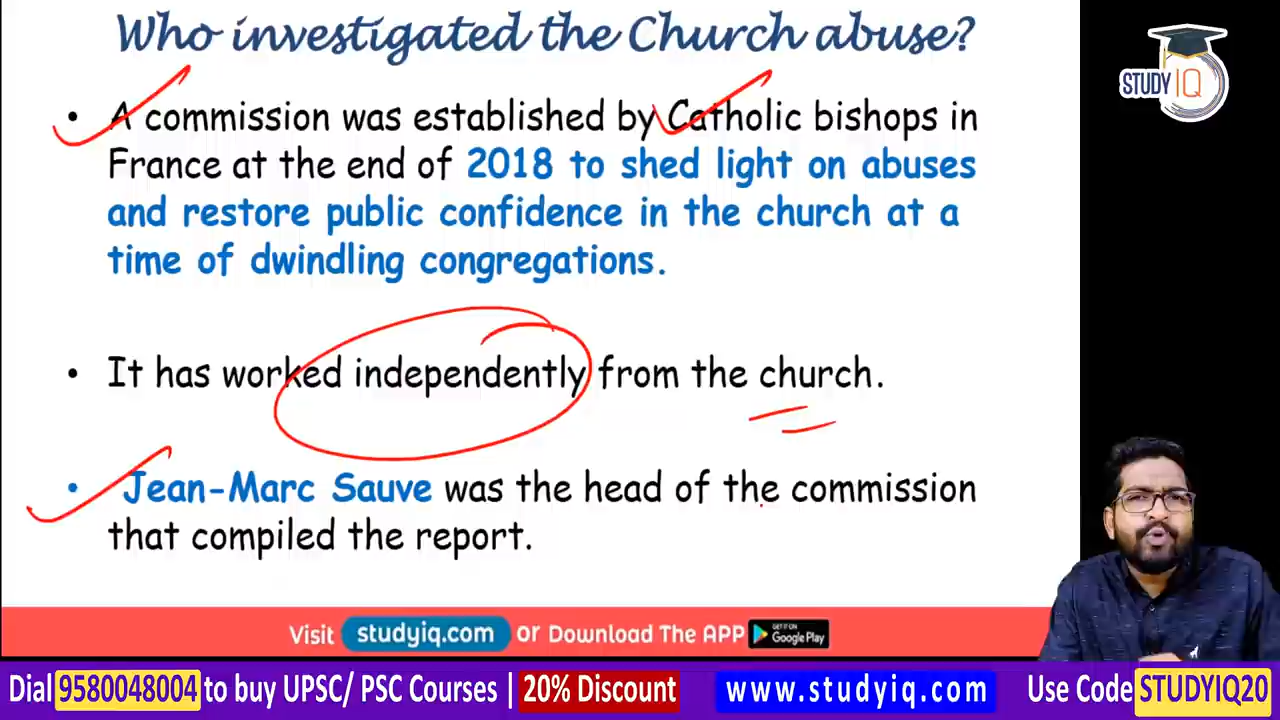 Who investigated the Church abuse?
STUDY IQ
• A commission was established by Catholic bishops in
France at the end of 2018 to shed light on abuses
and restore public confidence in the church at a
time of dwindling congregations.
• It has worked independently from the church.
• Jean-Marc Sauve was the head of the commission
that compiled the report.
Visit studyiq.com or Download The APP GET IT ON Google Play
Dial 9580048004 to buy UPSC/ PSC Courses | 20% Discount www.studyiq.com Use Code STUDYIQ20